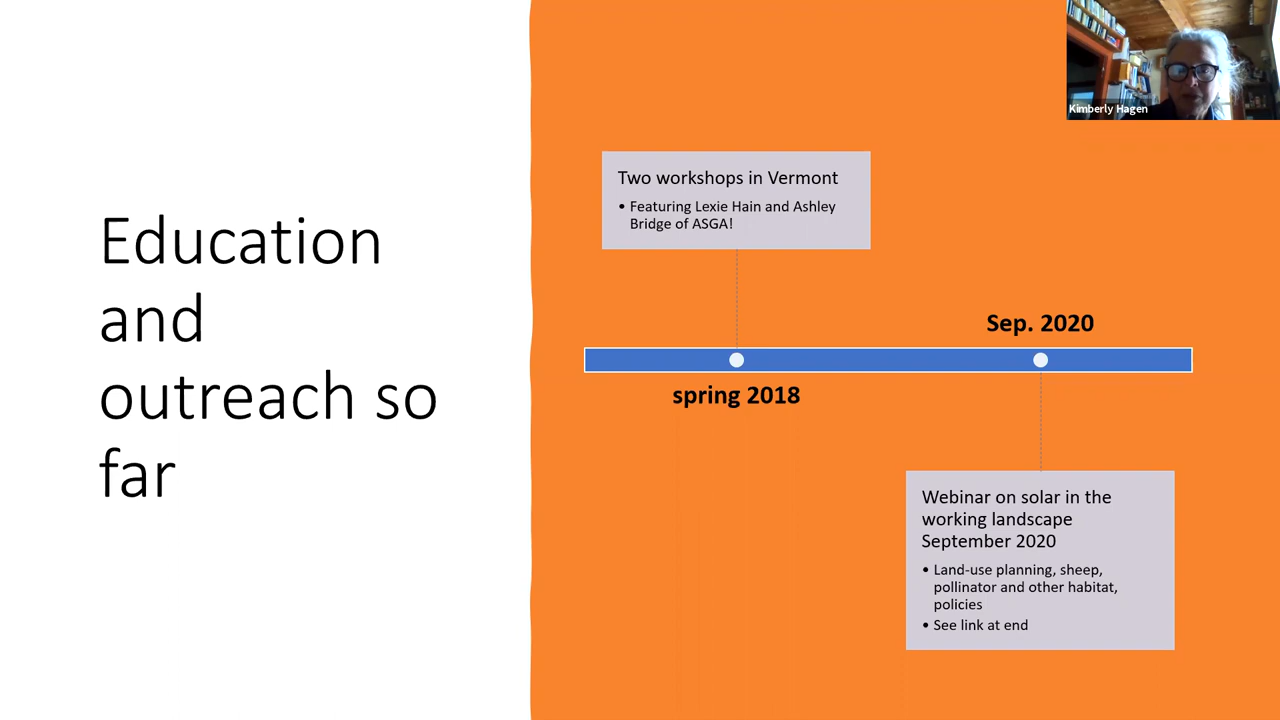 Education
and
outreach so
far
Kimberly Hagen
Two workshops in Vermont
• Featuring Lexie Hain and Ashley
Bridge of ASGA!
Sep. 2020
spring 2018
Webinar on solar in the
working landscape
September 2020
• Land-use planning, sheep,
pollinator and other habitat,
policies
• See link at end